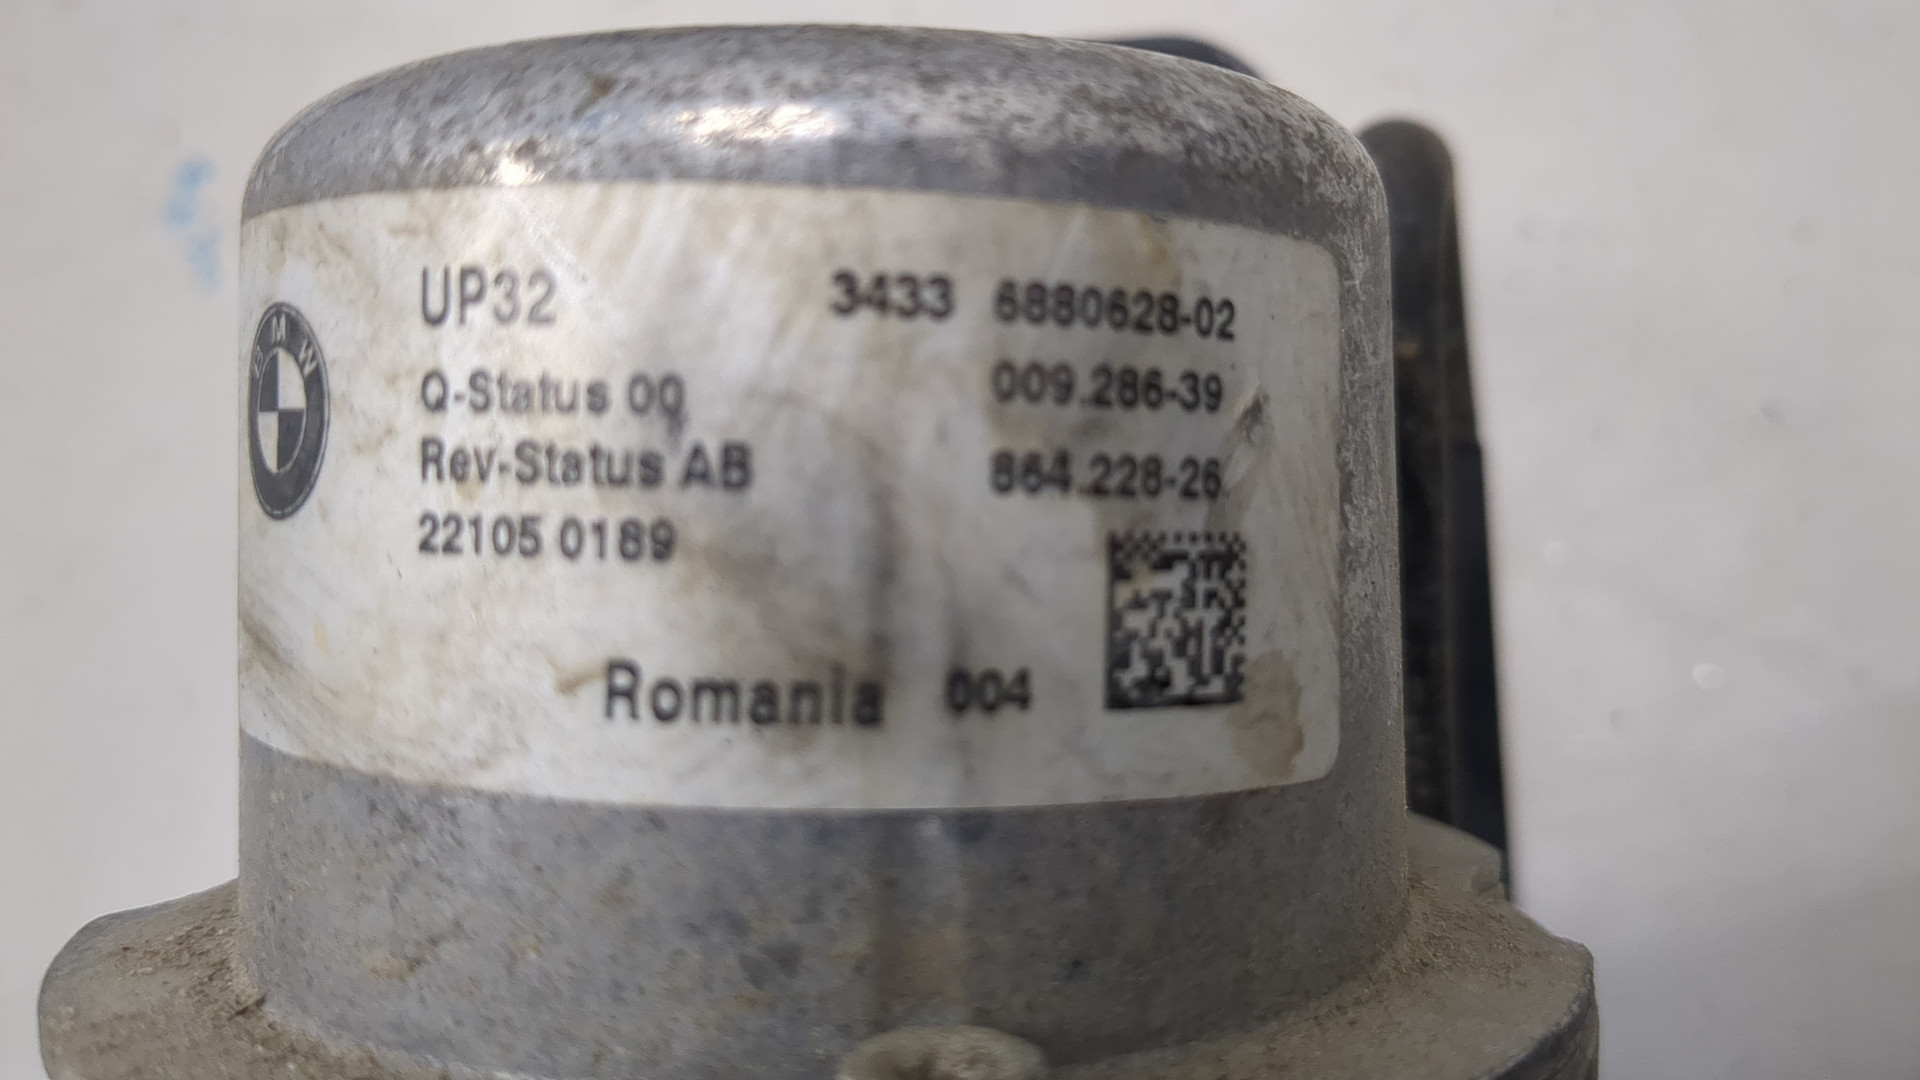 BMW
UP32 3433 6880628-02
Q-Status 00 009.286-39
Rev-Status AB 864.228-26
22105 0189
Romania 004